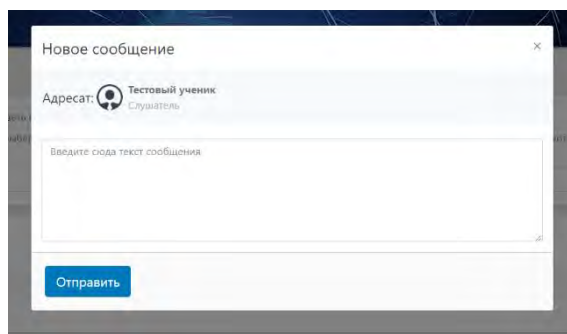 Новое сообщение
×
Адресат:
Тестовый ученик
Слушатель
Введите сюда текст сообщения
Отправить